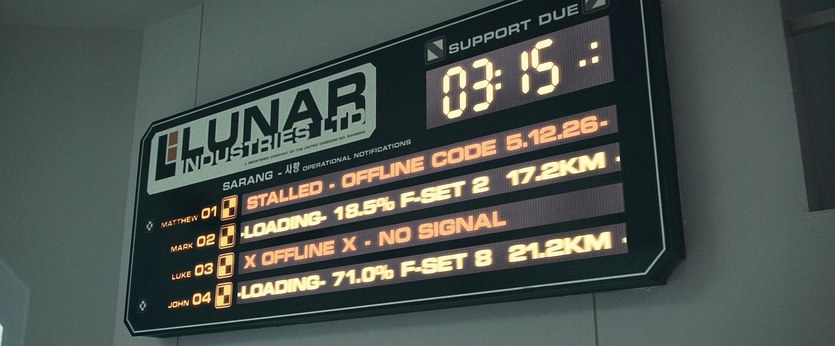 SUPPORT DUE
03:15
LUNAR
INDUSTRIES LTD.
SARANG - 사랑 OPERATIONAL NOTIFICATIONS
MATTHEW 01 STALLED - OFFLINE CODE 5.12.26-
MARK 02 -LOADING- 18.5% F-SET 2 17.2KM -
LUKE 03 X OFFLINE X - NO SIGNAL
JOHN 04 -LOADING- 71.0% F-SET 8 21.2KM -